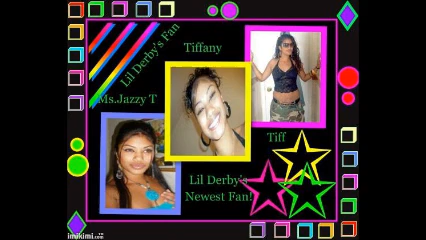 Lil Derby's Fan
Tiffany
Ms.Jazzy T
Tiff
Lil Derby's
Newest Fan!
imikimi.com